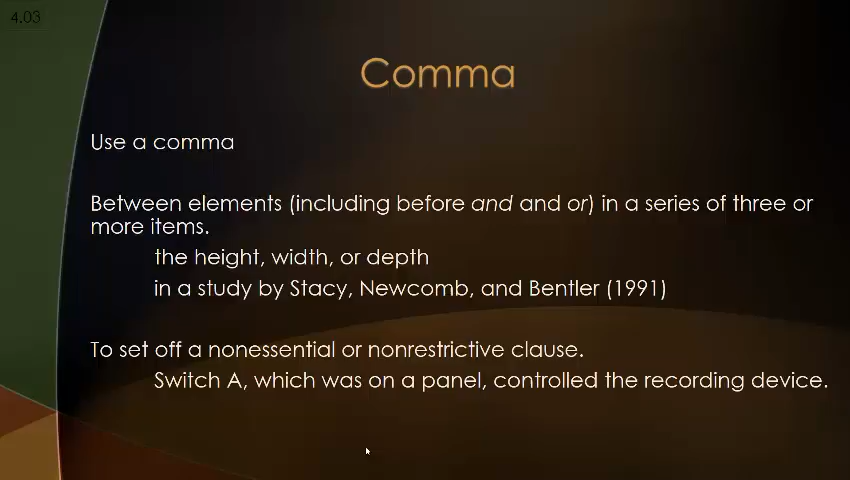 4.03
Comma
Use a comma
Between elements (including before and and or) in a series of three or
more items.
the height, width, or depth
in a study by Stacy, Newcomb, and Bentler (1991)
To set off a nonessential or nonrestrictive clause.
Switch A, which was on a panel, controlled the recording device.